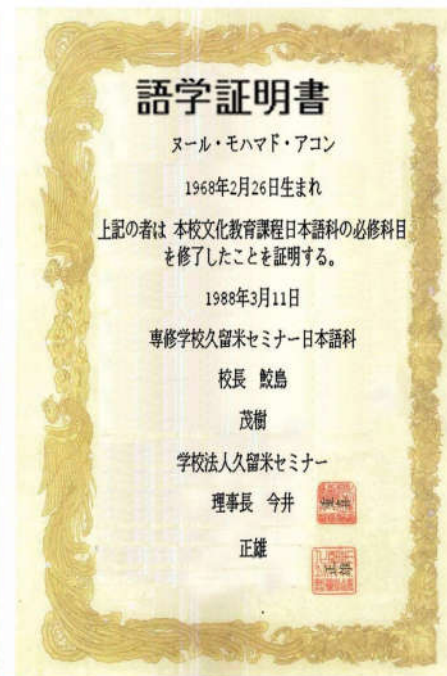 語学証明書
ヌール・モハマド・アコン
1968年2月26日生まれ
上記の者は 本校文化教育課程日本語科の必修科目
を修了したことを証明する。
1988年3月11日
専修学校久留米セミナー日本語科
校長 鮫島
茂樹
学校法人久留米セミナー
理事長 今井
正雄